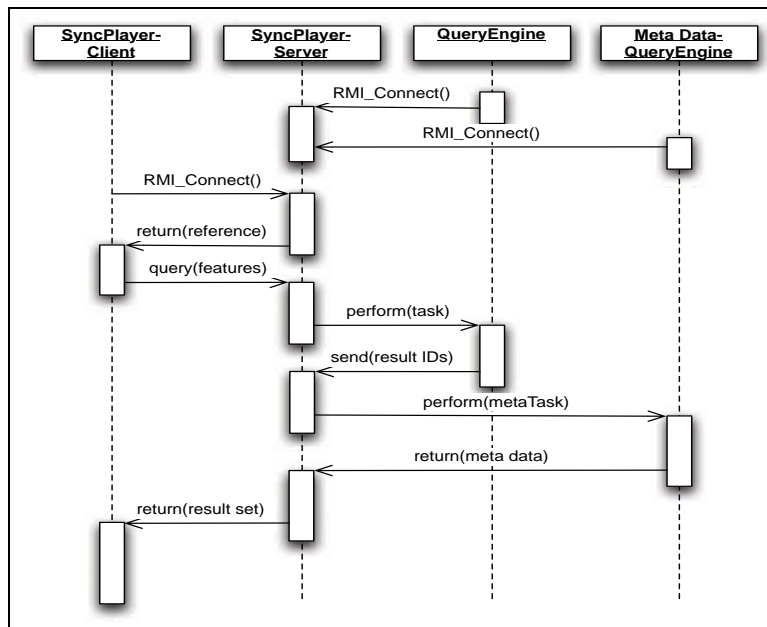 SyncPlayer-
Client
SyncPlayer-
Server
QueryEngine
Meta Data-
QueryEngine
RMI_Connect()
RMI_Connect()
RMI_Connect()
return(reference)
query(features)
perform(task)
send(result IDs)
perform(metaTask)
return(meta data)
return(result set)